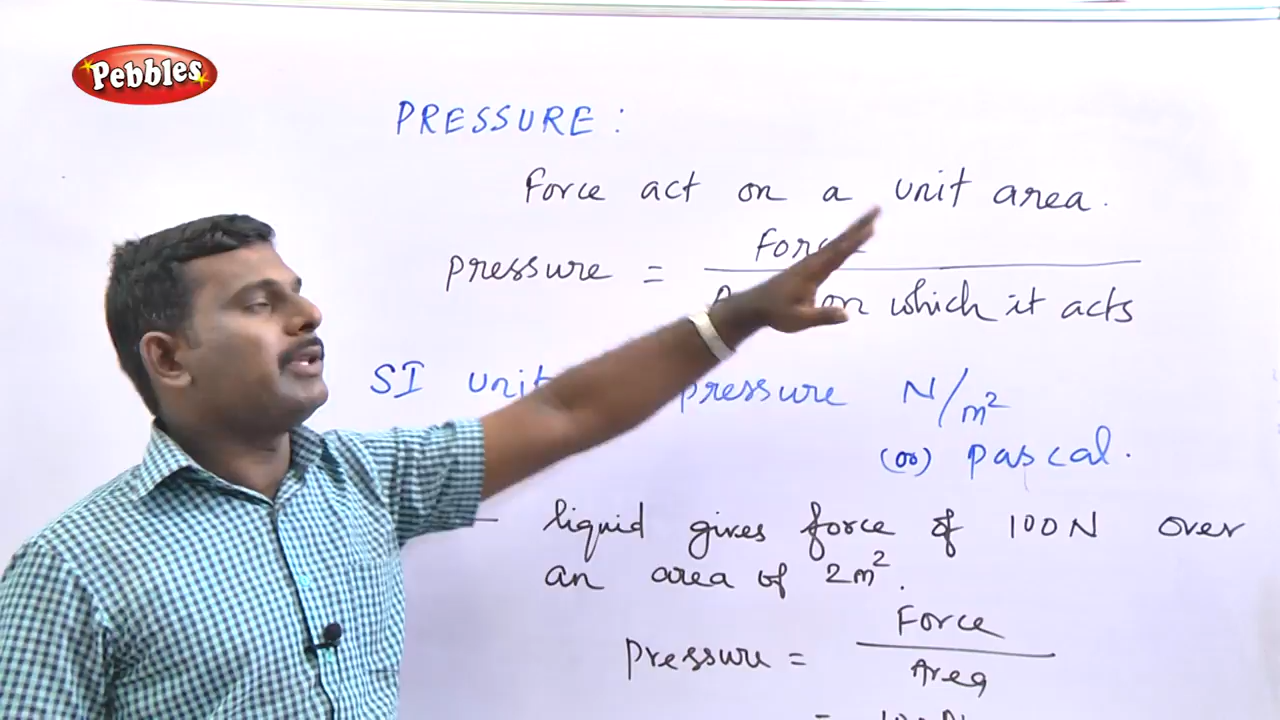 Pebbles
PRESSURE:
Force act on a unit area.
Pressure = Force
on which it acts
SI unit pressure N/m²
(or) pascal.
liquid gives force of 100N over
an area of 2m².
Pressure = Force
Area
=